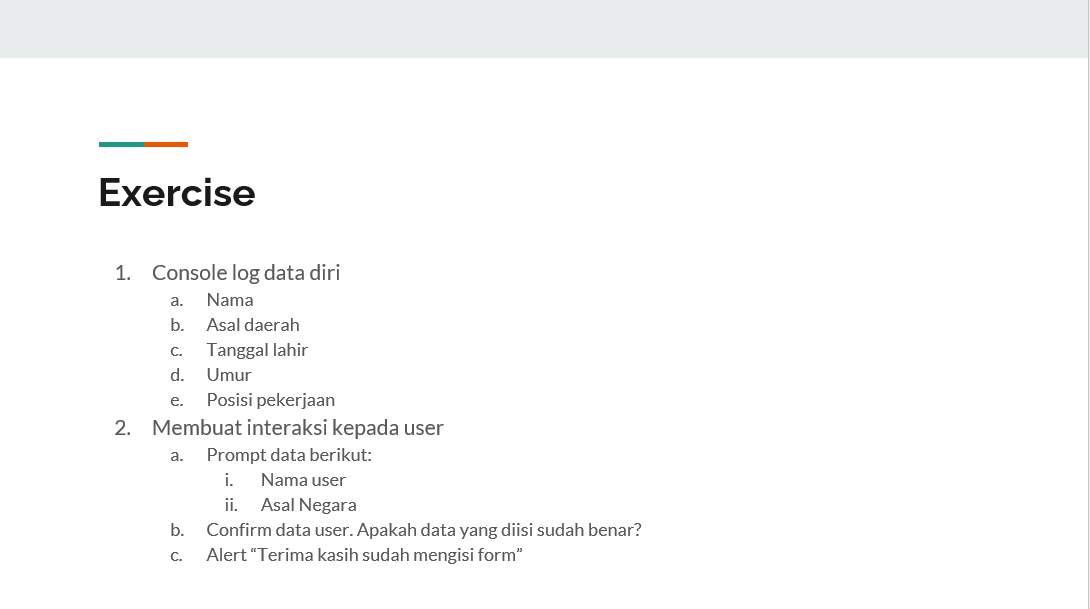 Exercise
1. Console log data diri
a. Nama
b. Asal daerah
c. Tanggal lahir
d. Umur
e. Posisi pekerjaan
2. Membuat interaksi kepada user
a. Prompt data berikut:
i. Nama user
ii. Asal Negara
b. Confirm data user. Apakah data yang diisi sudah benar?
c. Alert “Terima kasih sudah mengisi form”